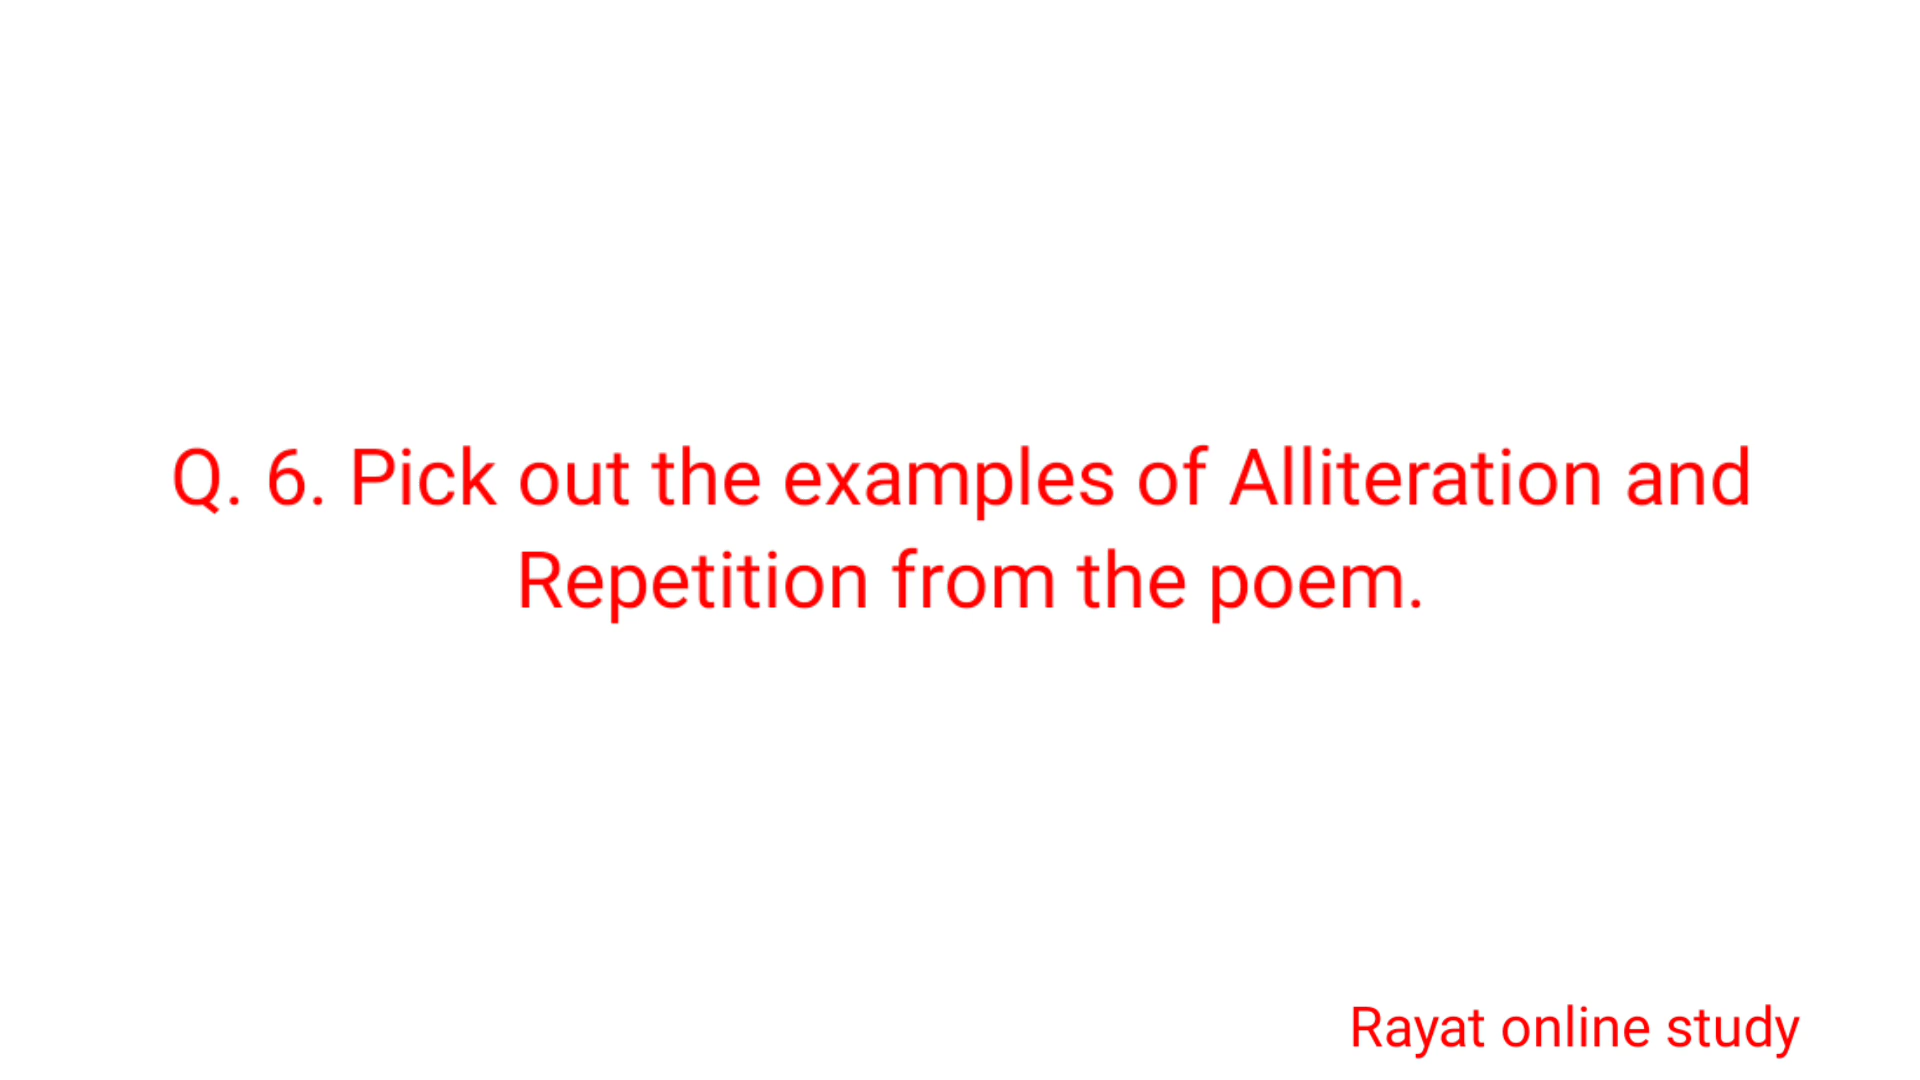 Q. 6. Pick out the examples of Alliteration and
Repetition from the poem.
Rayat online study